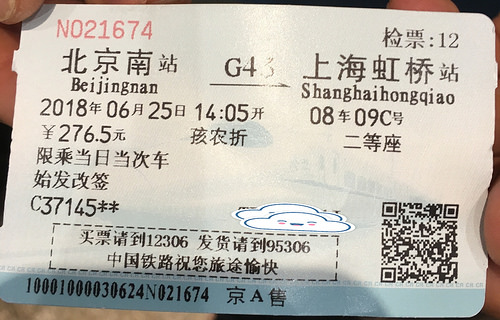 N021674 检票:12
北京南站 G43 上海虹桥站
Beijingnan Shanghaihongqiao
2018年06月25日14:05开 08车09C号
￥276.5元 孩农折 二等座
限乘当日当次车
始发改签
C37145**
买票请到12306 发货请到95306
中国铁路祝您旅途愉快
10001000030624N021674 京A售